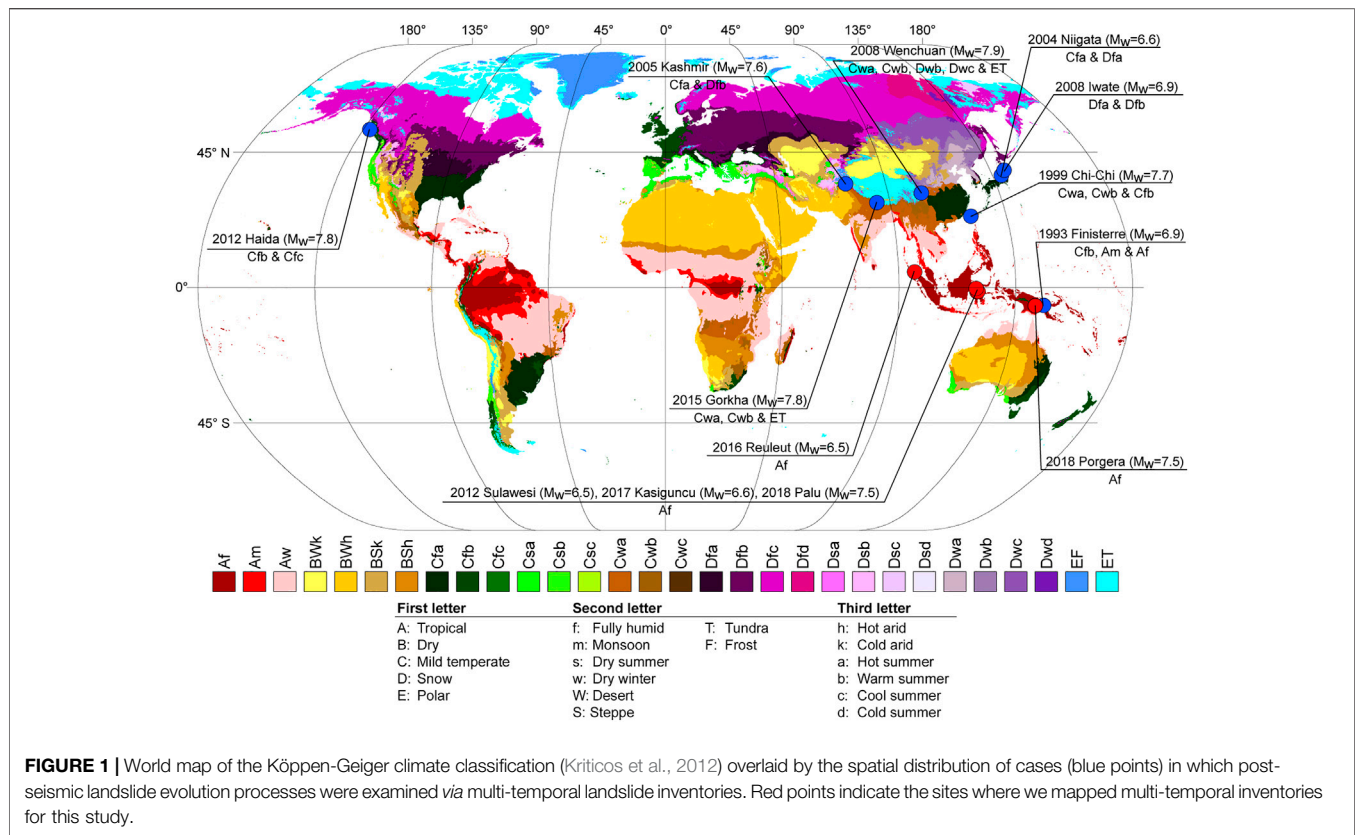 180° 135° 90° 45° 0° 45° 90° 135° 180°
2004 Niigata (Mw=6.6)
Cfa & Dfa
2008 Wenchuan (Mw=7.9)
Cwa, Cwb, Dwb, Dwc & ET
2005 Kashmir (Mw=7.6)
Cfa & Dfb
2008 Iwate (Mw=6.9)
Dfa & Dfb
45° N
1999 Chi-Chi (Mw=7.7)
Cwa, Cwb & Cfb
2012 Haida (Mw=7.8)
Cfb & Cfc
1993 Finisterre (Mw=6.9)
Cfb, Am & Af
0°
2015 Gorkha (Mw=7.8)
Cwa, Cwb & ET
45° S
2016 Reuleut (Mw=6.5)
Af
2018 Porgera (Mw=7.5)
Af
2012 Sulawesi (Mw=6.5), 2017 Kasiguncu (Mw=6.6), 2018 Palu (Mw=7.5)
Af
Af Am Aw BWk BWh BSk BSh Cfa Cfb Cfc Csa Csb Csc Cwa Cwb Cwc Dfa Dfb Dfc Dfd Dsa Dsb Dsc Dsd Dwa Dwb Dwc Dwd EF ET
First letter
A: Tropical
B: Dry
C: Mild temperate
D: Snow
E: Polar
Second letter
f: Fully humid
m: Monsoon
s: Dry summer
w: Dry winter
W: Desert
S: Steppe
T: Tundra
F: Frost
Third letter
h: Hot arid
k: Cold arid
a: Hot summer
b: Warm summer
c: Cool summer
d: Cold summer
FIGURE 1 | World map of the Köppen-Geiger climate classification (Kriticos et al., 2012) overlaid by the spatial distribution of cases (blue points) in which post-
seismic landslide evolution processes were examined via multi-temporal landslide inventories. Red points indicate the sites where we mapped multi-temporal inventories
for this study.